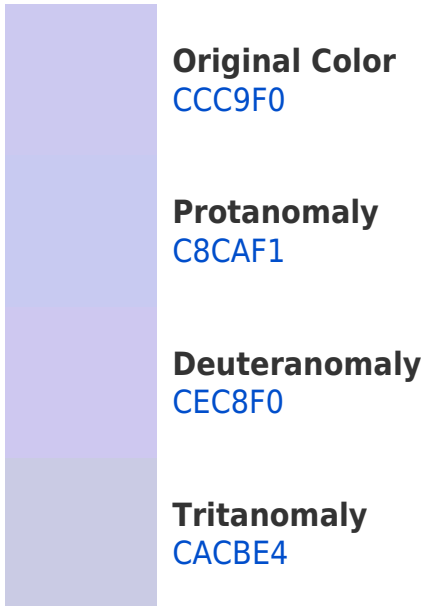 Original Color
CCC9F0
Protanomaly
C8CAF1
Deuteranomaly
CEC8F0
Tritanomaly
CACBE4